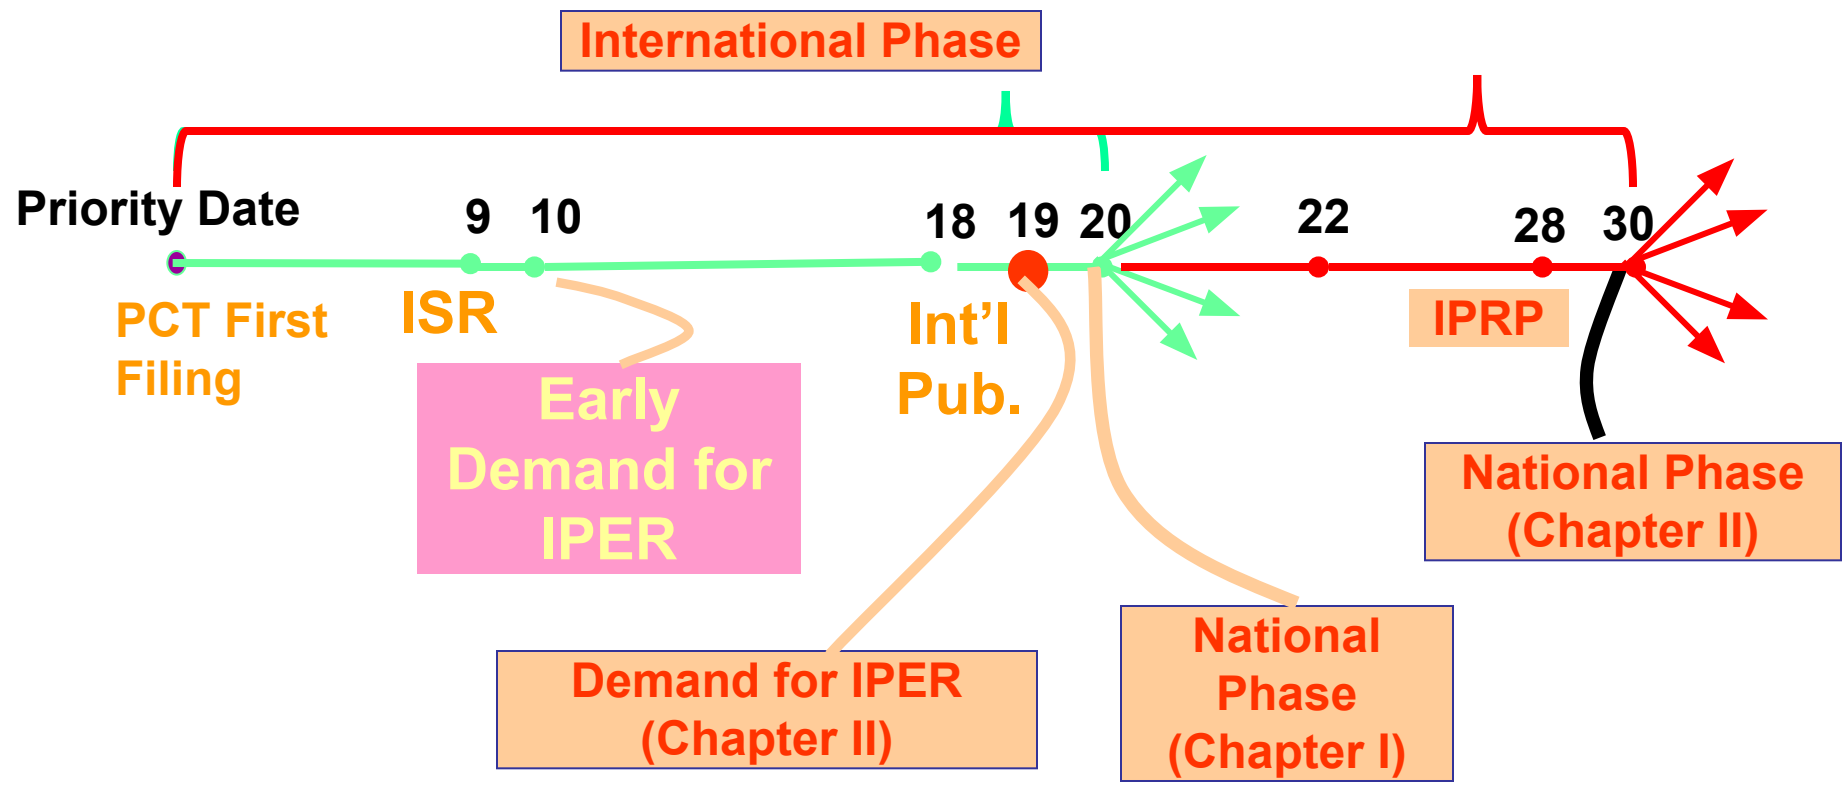 International Phase
Priority Date
9
10
18
19
20
22
28
30
PCT First
Filing
ISR
Int’l
Pub.
IPRP
Early
Demand for
IPER
National Phase
(Chapter II)
Demand for IPER
(Chapter II)
National
Phase
(Chapter I)